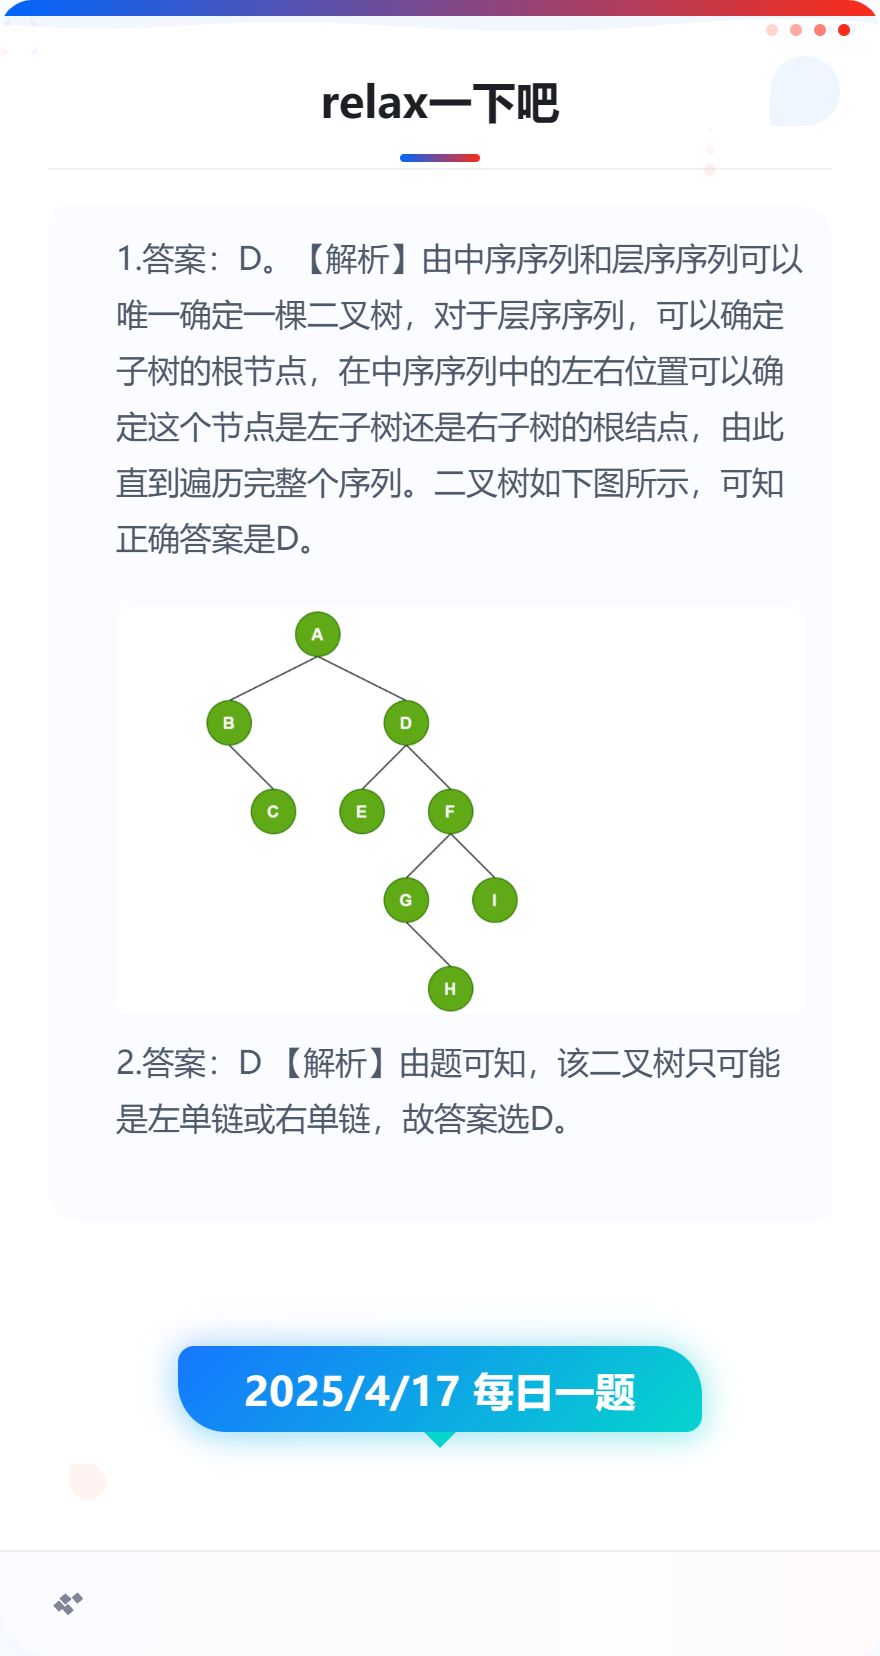 relax一下吧
1.答案：D。【解析】由中序序列和层序序列可以
唯一确定一棵二叉树，对于层序序列，可以确定
子树的根节点，在中序序列中的左右位置可以确
定这个节点是左子树还是右子树的根结点，由此
直到遍历完整个序列。二叉树如下图所示，可知
正确答案是D。
A
B
D
C
E
F
G
I
H
2.答案：D 【解析】由题可知，该二叉树只可能
是左单链或右单链，故答案选D。
2025/4/17 每日一题